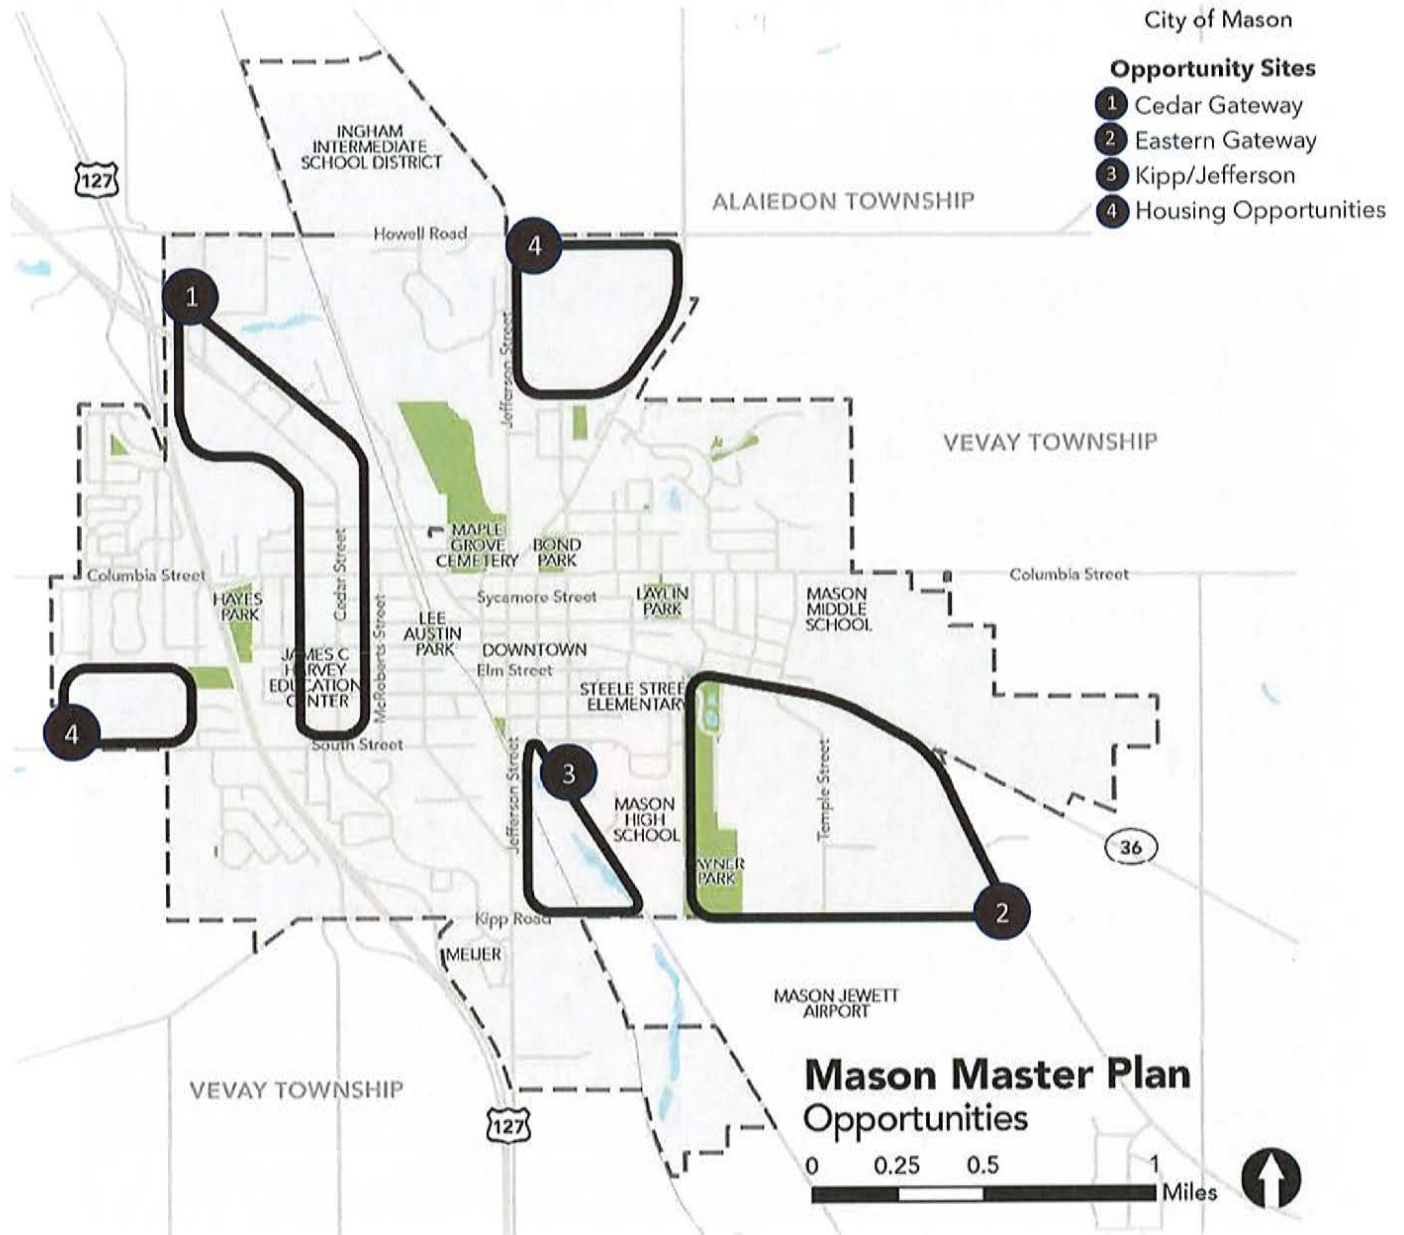 City of Mason
Opportunity Sites
1 Cedar Gateway
2 Eastern Gateway
3 Kipp/Jefferson
4 Housing Opportunities
INGHAM
INTERMEDIATE
SCHOOL DISTRICT
127
ALAIEDON TOWNSHIP
Howell Road
4
1
Jefferson Street
VEVAY TOWNSHIP
MAPLE
GROVE
CEMETERY
BOND
PARK
Columbia Street
Columbia Street
Cedar Street
HAYES
PARK
Sycamore Street
LAYLIN
PARK
MASON
MIDDLE
SCHOOL
LEE
AUSTIN
PARK
McRoberts Street
DOWNTOWN
Elm Street
JAMES C
HARVEY
EDUCATION
CENTER
STEELE STREE
ELEMENTARY
4
South Street
3
Jefferson Street
MASON
HIGH
SCHOOL
Temple Street
36
AYNER
PARK
2
Kipp Road
MEIJER
MASON JEWETT
AIRPORT
VEVAY TOWNSHIP
127
Mason Master Plan
Opportunities
0 0.25 0.5 1
Miles